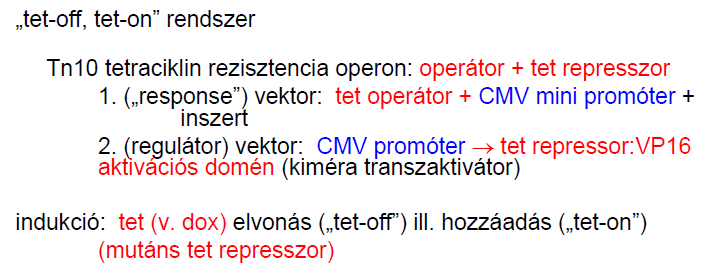 „tet-off, tet-on” rendszer
Tn10 tetraciklin rezisztencia operon: operátor + tet represszor
1. („response”) vektor: tet operátor + CMV mini promóter +
inszert
2. (regulátor) vektor: CMV promóter → tet repressor:VP16
aktivációs domén (kiméra transzaktivátor)
indukció: tet (v. dox) elvonás („tet-off”) ill. hozzáadás („tet-on”)
(mutáns tet represszor)